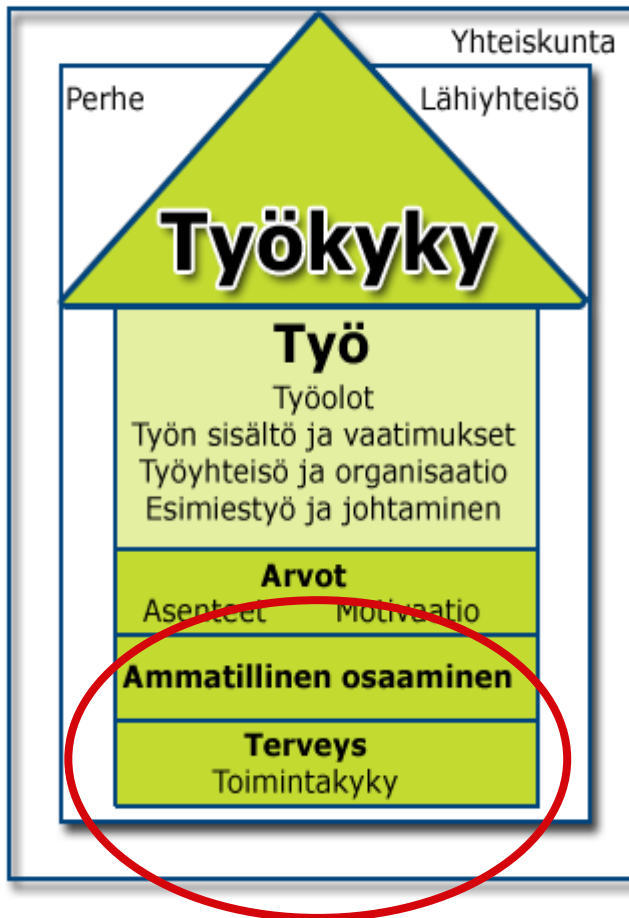 Yhteiskunta
Perhe Lähiyhteisö
Työkyky
Työ
Työolot
Työn sisältö ja vaatimukset
Työyhteisö ja organisaatio
Esimiestyö ja johtaminen
Arvot
Asenteet Motivaatio
Ammatillinen osaaminen
Terveys
Toimintakyky